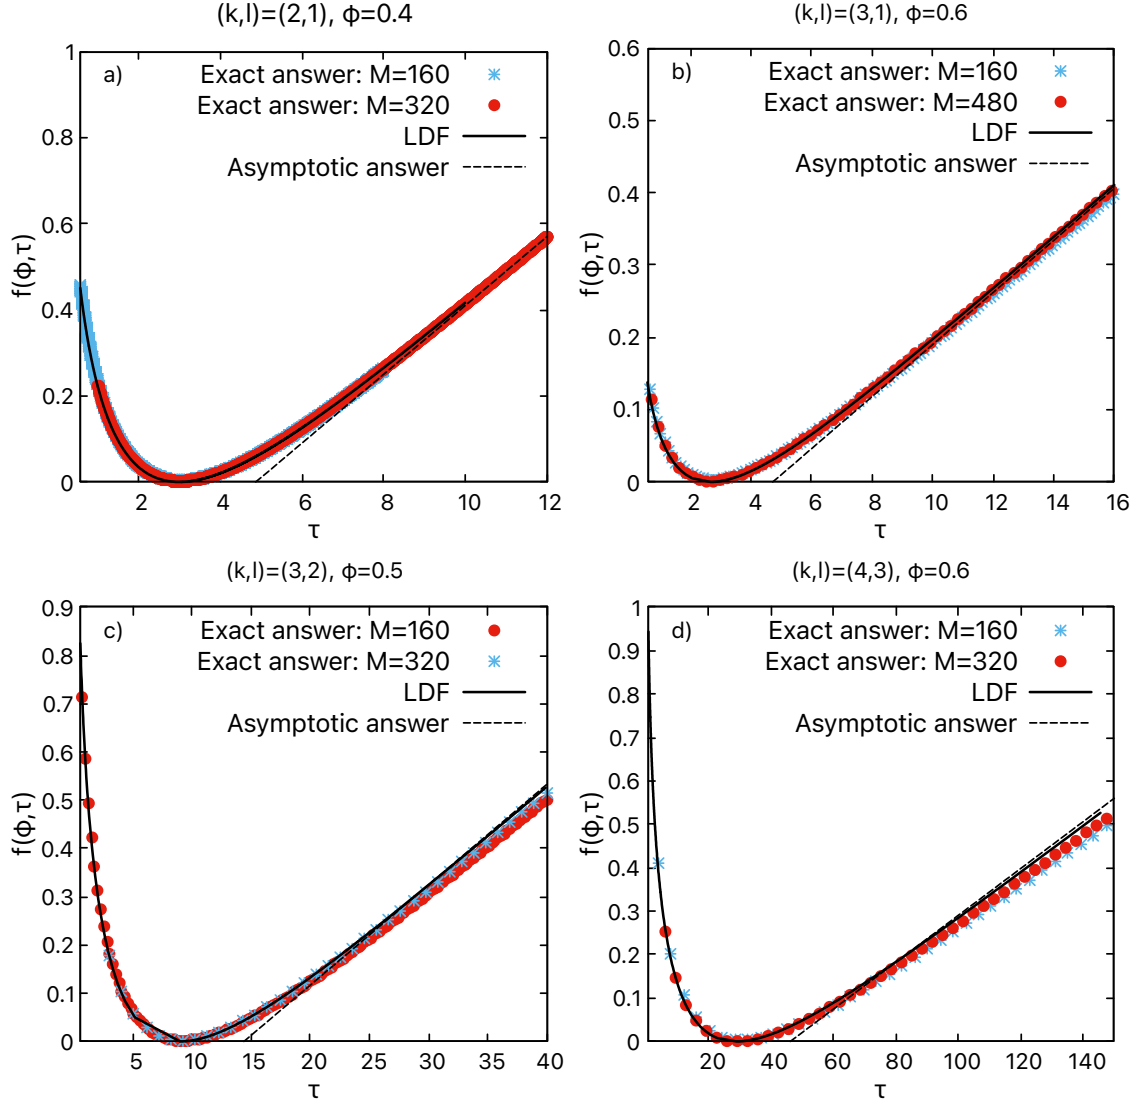 (k,l)=(2,1), ϕ=0.4
a)
Exact answer: M=160
Exact answer: M=320
LDF
Asymptotic answer
f(ϕ,τ)
1
0.8
0.6
0.4
0.2
0
2 4 6 8 10 12
τ
(k,l)=(3,1), ϕ=0.6
b)
Exact answer: M=160
Exact answer: M=480
LDF
Asymptotic answer
f(ϕ,τ)
0.6
0.5
0.4
0.3
0.2
0.1
0
2 4 6 8 10 12 14 16
τ
(k,l)=(3,2), ϕ=0.5
c)
Exact answer: M=160
Exact answer: M=320
LDF
Asymptotic answer
f(ϕ,τ)
0.9
0.8
0.7
0.6
0.5
0.4
0.3
0.2
0.1
0
5 10 15 20 25 30 35 40
τ
(k,l)=(4,3), ϕ=0.6
d)
Exact answer: M=160
Exact answer: M=320
LDF
Asymptotic answer
f(ϕ,τ)
1
0.9
0.8
0.7
0.6
0.5
0.4
0.3
0.2
0.1
0
20 40 60 80 100 120 140
τ